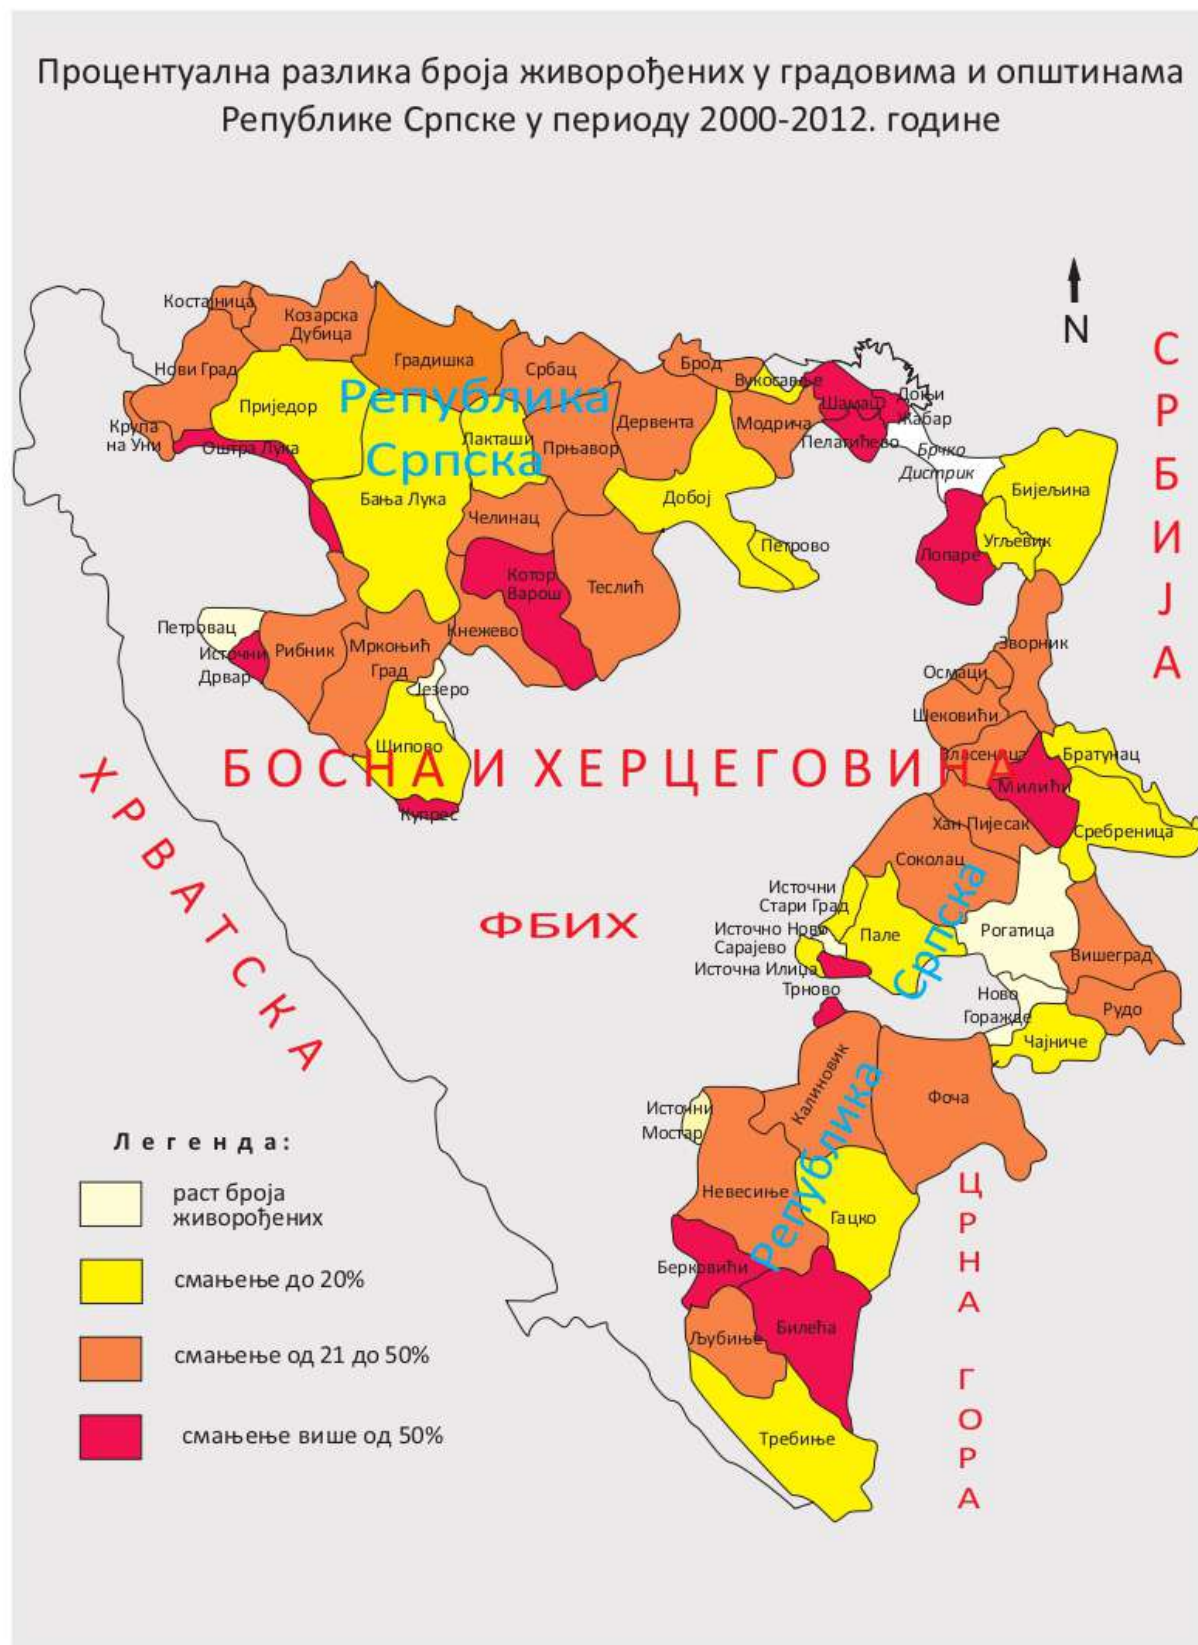 Процентуална разлика броја живорођених у градовима и општинама
Републике Српске у периоду 2000-2012. године
N
СРБИЈА
Костајница
Козарска
Дубица
Градишка
Србац
Брод
Вукосавље
Нови Град
Приједор
Република
Српска
Дервента
Модрича
Шамац
Доњи
Жабар
Крупа
на Уни
Оштра Лука
Лакташи
Прњавор
Пелагићево
Брчко
Дистрик
Бања Лука
Добој
Бијељина
Челинац
Петрово
Угљевик
Лопаре
Котор
Варош
Теслић
Петровац
Источни
Дрвар
Рибник
Мркоњић
Град
Кнежево
Зворник
Језеро
Осмаци
Шековићи
Шипово
Власеница
Братунац
БОСНА И ХЕРЦЕГОВИНА
Милићи
Купрес
Хан Пијесак
Сребреница
ХРВАТСКА
Соколац
Источни
Стари Град
ФБИХ
Источно Ново
Сарајево
Пале
Српска
Рогатица
Вишеград
Источна Илиџа
Трново
Ново
Горажде
Рудо
Чајниче
Калиновик
Република
Фоча
Источни
Мостар
Невесиње
Гацко
Берковићи
Билећа
Љубиње
Требиње
ЦРНА ГОРА
Легенда:
раст броја
живорођених
смањење до 20%
смањење од 21 до 50%
смањење више од 50%